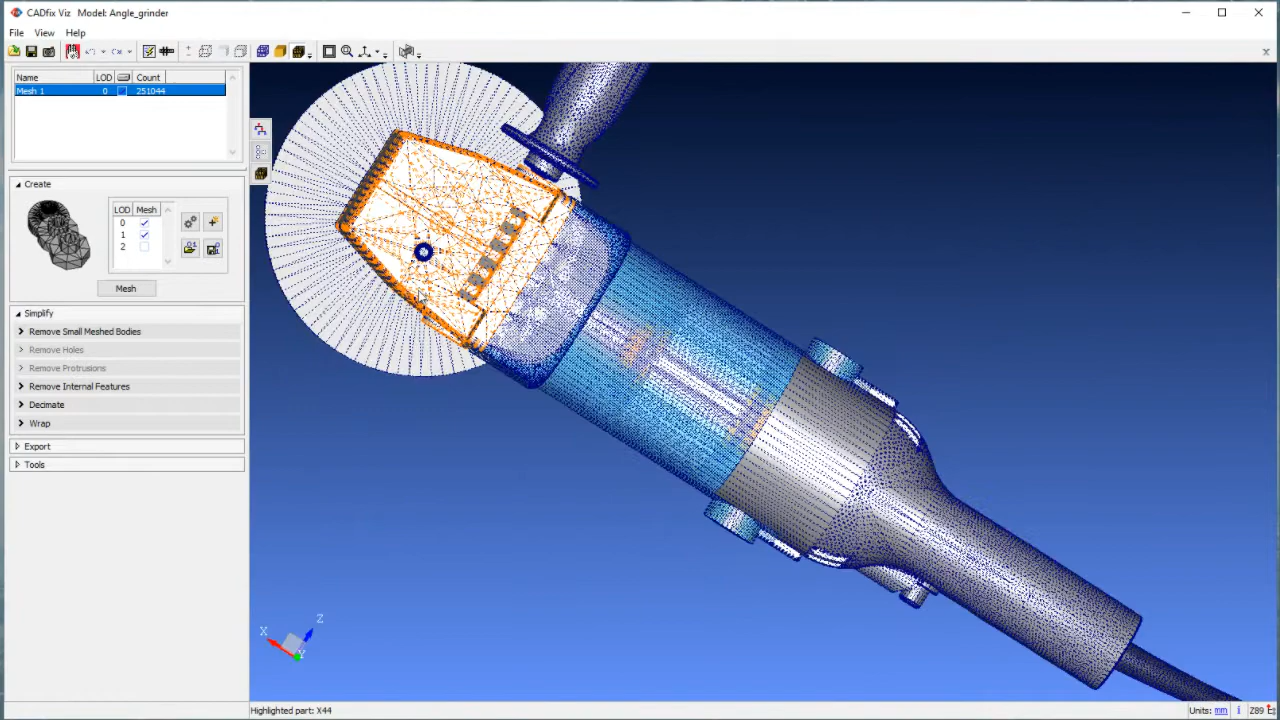 CADfix Viz Model: Angle_grinder
File View Help
Name LOD Count
Mesh 1 0 251044
Create
LOD Mesh
0
1
2
Mesh
Simplify
Remove Small Meshed Bodies
Remove Holes
Remove Protrusions
Remove Internal Features
Decimate
Wrap
Export
Tools
X
Z
Y
Highlighted part: X44
Units: mm i Z89